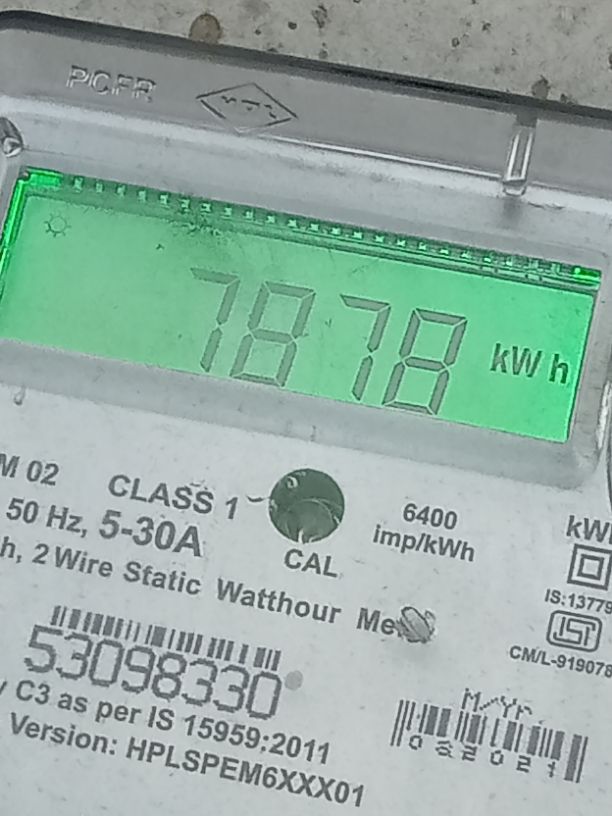 PCFR
7878 kWh
M 02 CLASS 1
50 Hz, 5-30A
CAL
6400
imp/kWh
h, 2 Wire Static Watthour
IS:13779
CM/L-919078
53098330
C3 as per IS 15959:2011
Version: HPLSPEM6XXX01
M/Yr.
032021